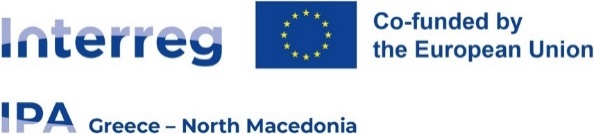 Interreg
Co-funded by
the European Union
IPA Greece – North Macedonia